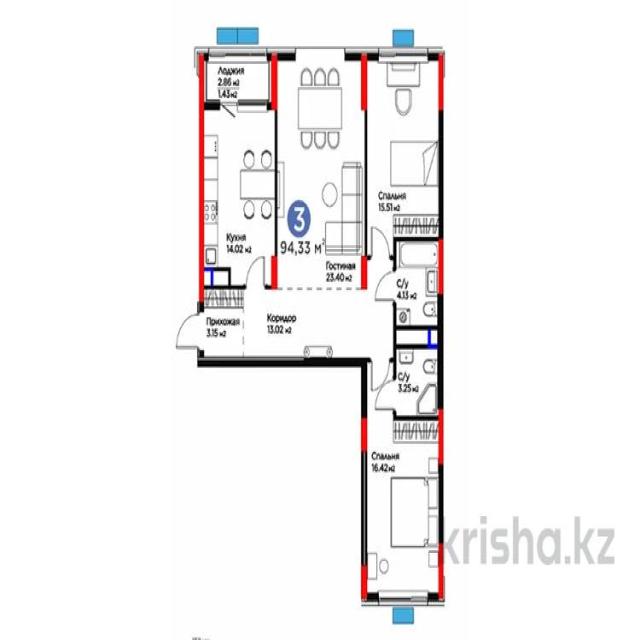 Лоджия
2.86 м2
1.43 м2
Спальня
15.51 м2
3
94,33 м2
Кухня
14.02 м2
Гостиная
23.40 м2
С/у
4.13 м2
Прихожая
3.15 м2
Коридор
13.02 м2
С/у
3.25 м2
Спальня
16.42 м2
krisha.kz